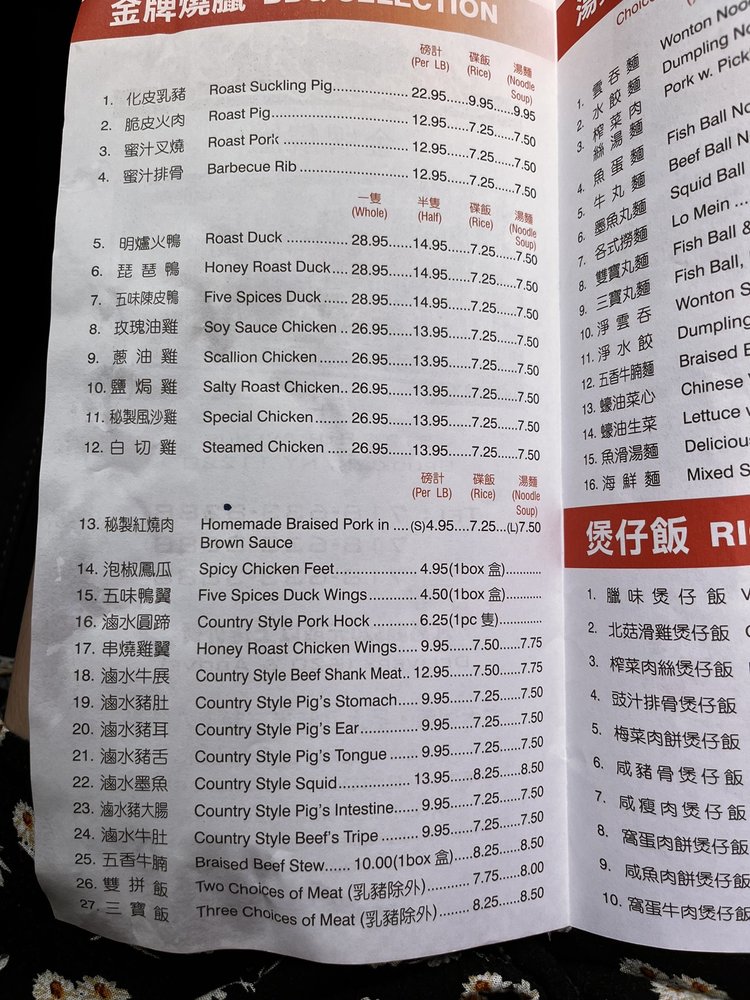 金牌燒臘 BBQ SELECTION
磅計 碟飯 湯麵
(Per LB) (Rice) (Noodle Soup)
1. 化皮乳豬 Roast Suckling Pig.................22.95......9.95......9.95
2. 脆皮火肉 Roast Pig...............................12.95.....7.25.....7.50
3. 蜜汁叉燒 Roast Pork .............................12.95.....7.25.....7.50
4. 蜜汁排骨 Barbecue Rib .........................12.95.....7.25.....7.50
一隻 半隻 碟飯 湯麵
(Whole) (Half) (Rice) (Noodle Soup)
5. 明爐火鴨 Roast Duck ..............28.95.....14.95.....7.25.....7.50
6. 琵琶鴨 Honey Roast Duck....28.95.....14.95.....7.25.....7.50
7. 五味陳皮鴨 Five Spices Duck ......28.95.....14.95.....7.25.....7.50
8. 玫瑰油雞 Soy Sauce Chicken .. 26.95.....13.95.....7.25.....7.50
9. 蔥油雞 Scallion Chicken....... 26.95.....13.95.....7.25.....7.50
10. 鹽焗雞 Salty Roast Chicken.. 26.95.....13.95.....7.25.....7.50
11. 秘製風沙雞 Special Chicken........ 26.95.....13.95.....7.25.....7.50
12. 白切雞 Steamed Chicken ..... 26.95.....13.95.....7.25.....7.50
磅計 碟飯 湯麵
(Per LB) (Rice) (Noodle Soup)
13. 秘製紅燒肉 Homemade Braised Pork in ....(S)4.95....7.25...(L)7.50
Brown Sauce
14. 泡椒鳳瓜 Spicy Chicken Feet................... 4.95(1box 盒)...........
15. 五味鴨翼 Five Spices Duck Wings........... 4.50(1box 盒)...........
16. 滷水圓蹄 Country Style Pork Hock .......... 6.25(1pc 隻).............
17. 串燒雞翼 Honey Roast Chicken Wings.... 9.95......7.50......7.75
18. 滷水牛展 Country Style Beef Shank Meat.. 12.95......7.50......7.75
19. 滷水豬肚 Country Style Pig's Stomach..... 9.95......7.25......7.50
20. 滷水豬耳 Country Style Pig's Ear.............. 9.95......7.25......7.50
21. 滷水豬舌 Country Style Pig's Tongue ....... 9.95......7.25......7.50
22. 滷水墨魚 Country Style Squid.................. 13.95......8.25......8.50
23. 滷水豬大腸 Country Style Pig's Intestine...... 9.95......7.25......7.50
24. 滷水牛肚 Country Style Beef's Tripe ......... 9.95......7.25......7.50
25. 五香牛腩 Braised Beef Stew...... 10.00(1box 盒).....8.25.....8.50
26. 雙拼飯 Two Choices of Meat (乳豬除外)........... 7.75......8.00
27. 三寶飯 Three Choices of Meat (乳豬除外)........ 8.25......8.50
Choice
1. 雲吞麵 Wonton Noo
2. 水餃麵 Dumpling No
3. 榨菜肉絲湯麵 Pork w. Pick
4. 魚蛋麵 Fish Ball No
5. 牛丸麵 Beef Ball N
6. 墨魚丸麵 Squid Ball
7. 各式撈麵 Lo Mein ...
8. 雙寶丸麵 Fish Ball &
9. 三寶丸麵 Fish Ball,
10. 淨雲吞 Wonton S
11. 淨水餃 Dumpling
12. 五香牛腩麵 Braised B
13. 蠔油菜心 Chinese
14. 蠔油生菜 Lettuce
15. 魚滑湯麵 Deliciou
16. 海鮮麵 Mixed S
煲仔飯 RI
1. 臘味煲仔飯
2. 北菇滑雞煲仔飯
3. 榨菜肉絲煲仔飯
4. 豉汁排骨煲仔飯
5. 梅菜肉餅煲仔飯
6. 咸豬骨煲仔飯
7. 咸瘦肉煲仔飯
8. 窩蛋肉餅煲仔飯
9. 咸魚肉餅煲仔飯
10. 窩蛋牛肉煲仔飯